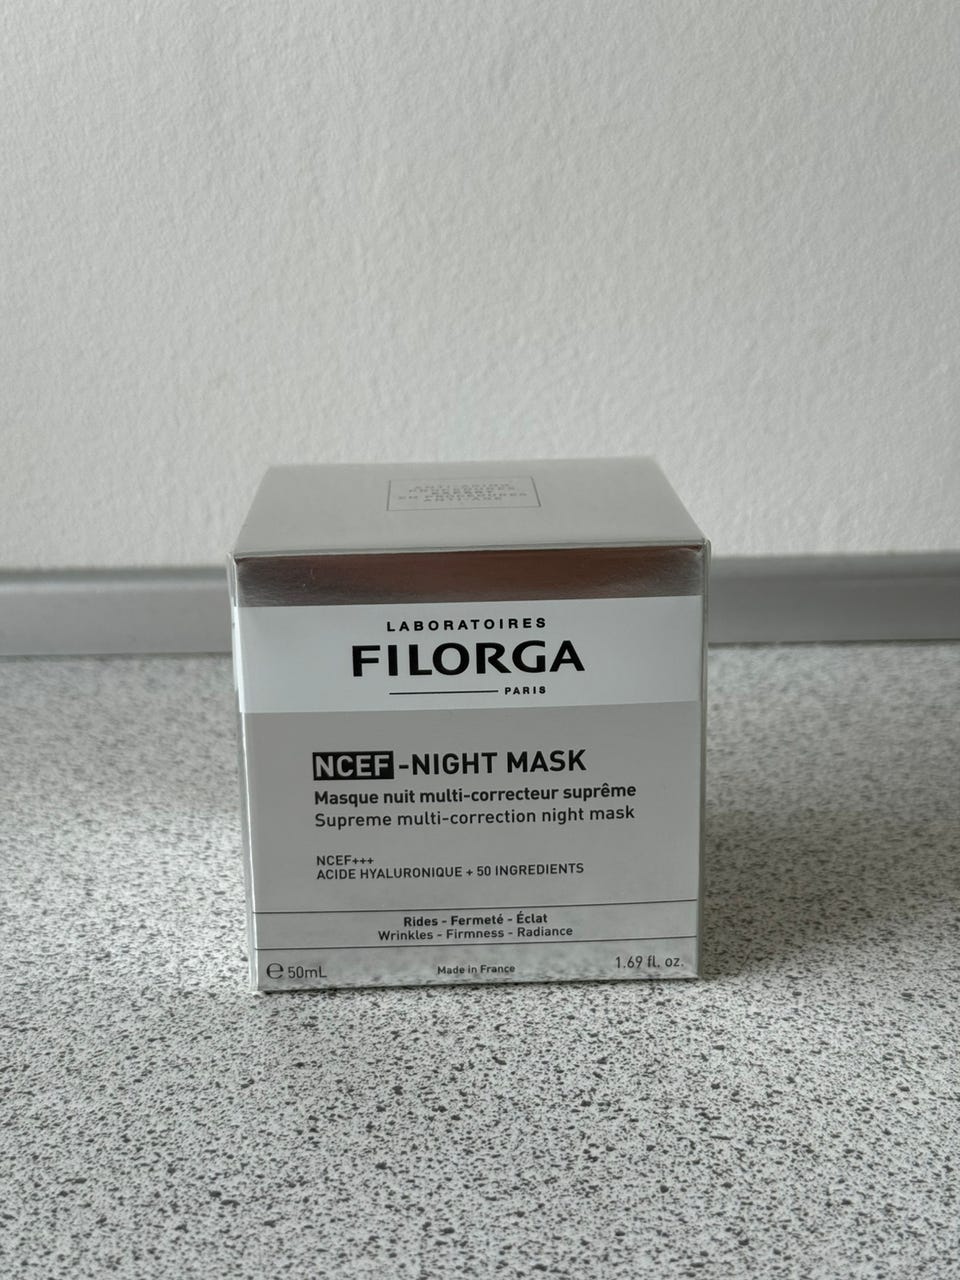 LABORATOIRES
FILORGA
PARIS
NCEF-NIGHT MASK
Masque nuit multi-correcteur suprême
Supreme multi-correction night mask
NCEF+++
ACIDE HYALURONIQUE + 50 INGREDIENTS
Rides - Fermeté - Éclat
Wrinkles - Firmness - Radiance
℮ 50mL Made in France 1.69 fl. oz.